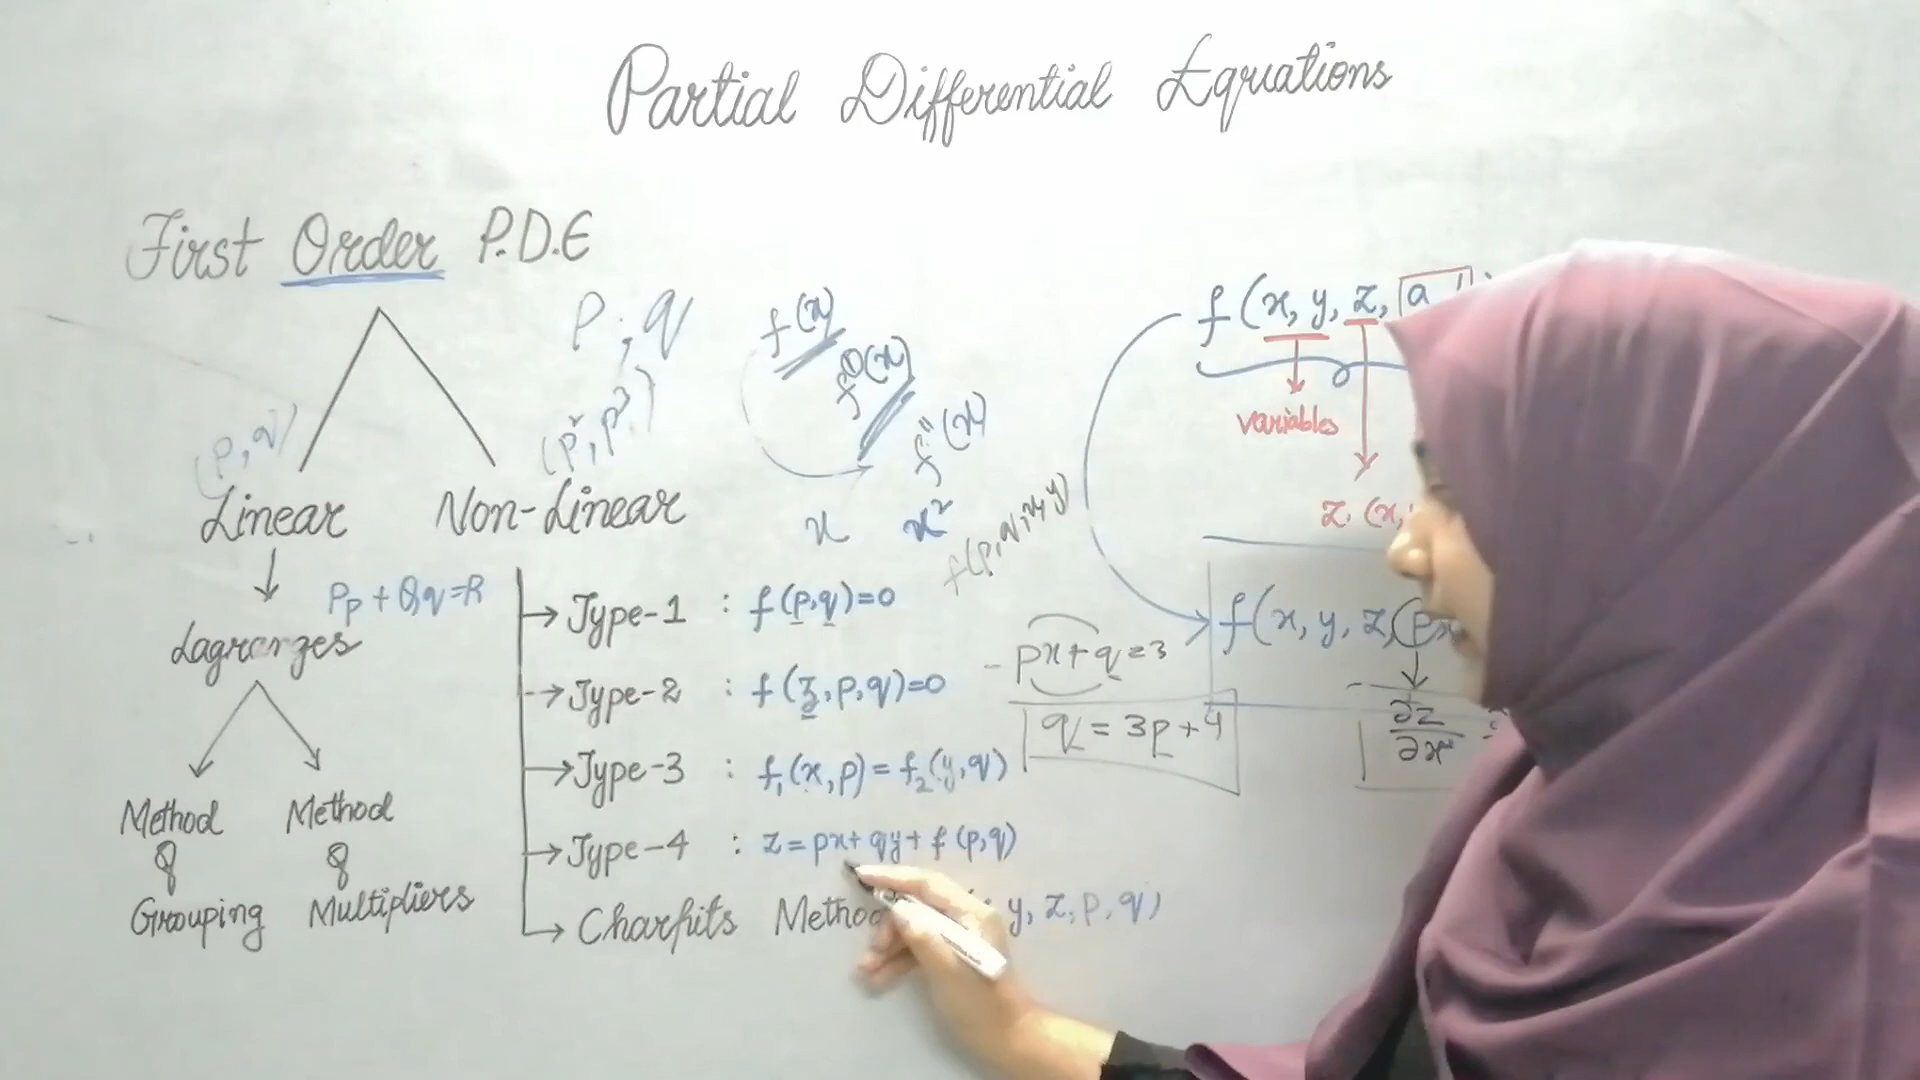 Partial Differential Equations
First Order P.D.E
P, q
f(x)
f'(x)
f''(x)
x x²
(P, q)
(p², p³)
Linear Non-Linear
Pp + Qq = R
Lagranges
Method of Grouping
Method of Multipliers
Type-1 : f(p,q)=0
Type-2 : f(z,p,q)=0
Type-3 : f₁(x,p) = f₂(y,q)
Type-4 : z = px+ qy+ f(p,q)
Charpits Metho y, z, p, q)
f(p, q, x, y)
px+q=3
q = 3p+4
f(x, y, z, a
variables
z (x,
f(x, y, z, p
∂z
∂x